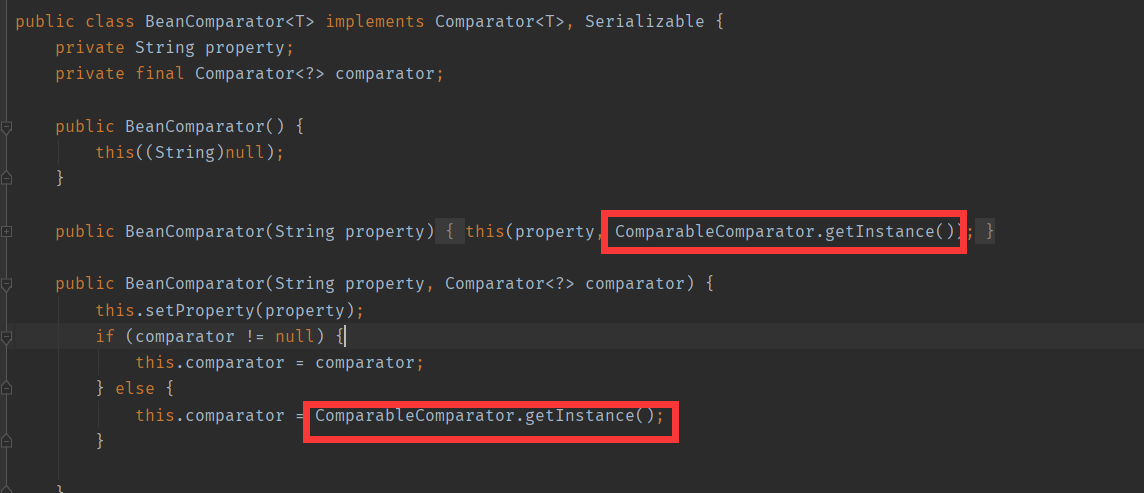 public class BeanComparator<T> implements Comparator<T>, Serializable {
    private String property;
    private final Comparator<?> comparator;

    public BeanComparator() {
        this((String)null);
    }

    public BeanComparator(String property) { this(property, ComparableComparator.getInstance()); }

    public BeanComparator(String property, Comparator<?> comparator) {
        this.setProperty(property);
        if (comparator != null) {
            this.comparator = comparator;
        } else {
            this.comparator = ComparableComparator.getInstance();
        }

    }